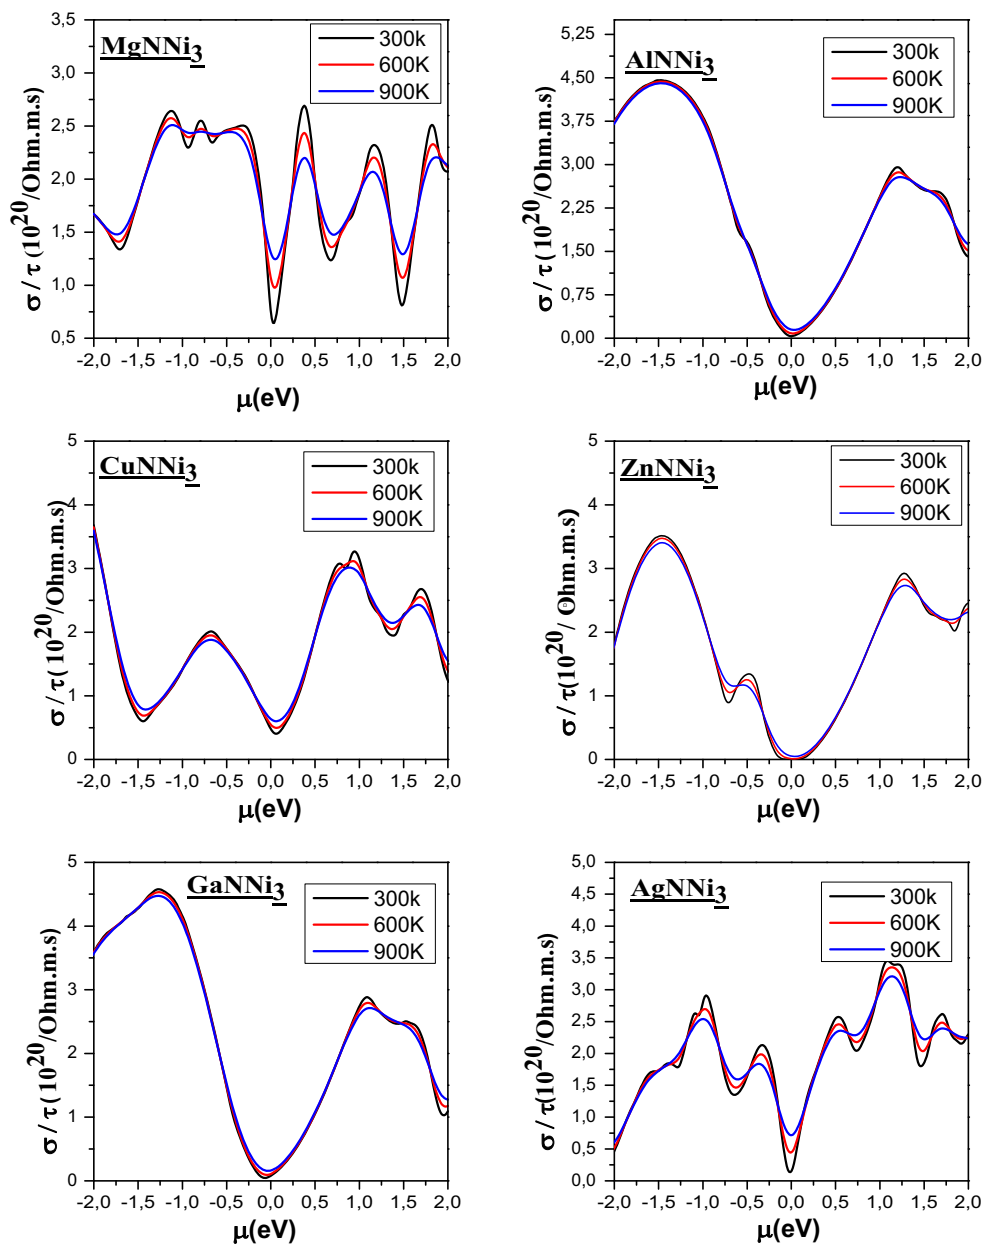 MgNNi3
300k
600K
900K
3,5
3,0
2,5
2,0
1,5
1,0
0,5
σ / τ (10^20/Ohm.m.s)
-2,0 -1,5 -1,0 -0,5 0,0 0,5 1,0 1,5 2,0
μ(eV)
AlNNi3
300k
600K
900K
5,25
4,50
3,75
3,00
2,25
1,50
0,75
0,00
σ / τ (10^20/Ohm.m.s)
-2,0 -1,5 -1,0 -0,5 0,0 0,5 1,0 1,5 2,0
μ(eV)
CuNNi3
300k
600K
900K
5
4
3
2
1
0
σ / τ (10^20/Ohm.m.s)
-2,0 -1,5 -1,0 -0,5 0,0 0,5 1,0 1,5 2,0
μ(eV)
ZnNNi3
300k
600K
900K
5
4
3
2
1
0
σ / τ(10^20/ Ohm.m.s)
-2,0 -1,5 -1,0 -0,5 0,0 0,5 1,0 1,5 2,0
μ(eV)
GaNNi3
300k
600K
900K
5
4
3
2
1
0
σ / τ (10^20/Ohm.m.s)
-2,0 -1,5 -1,0 -0,5 0,0 0,5 1,0 1,5 2,0
μ(eV)
AgNNi3
300k
600K
900K
5,0
4,5
4,0
3,5
3,0
2,5
2,0
1,5
1,0
0,5
0,0
σ / τ(10^20/Ohm.m.s)
-2,0 -1,5 -1,0 -0,5 0,0 0,5 1,0 1,5 2,0
μ(eV)